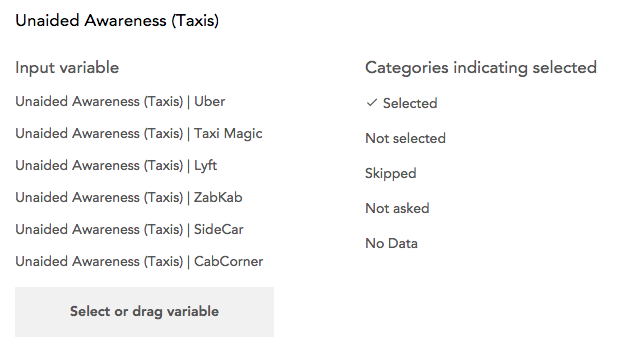 Unaided Awareness (Taxis)
Input variable
Unaided Awareness (Taxis) | Uber
Unaided Awareness (Taxis) | Taxi Magic
Unaided Awareness (Taxis) | Lyft
Unaided Awareness (Taxis) | ZabKab
Unaided Awareness (Taxis) | SideCar
Unaided Awareness (Taxis) | CabCorner
Select or drag variable
Categories indicating selected
✓ Selected
Not selected
Skipped
Not asked
No Data